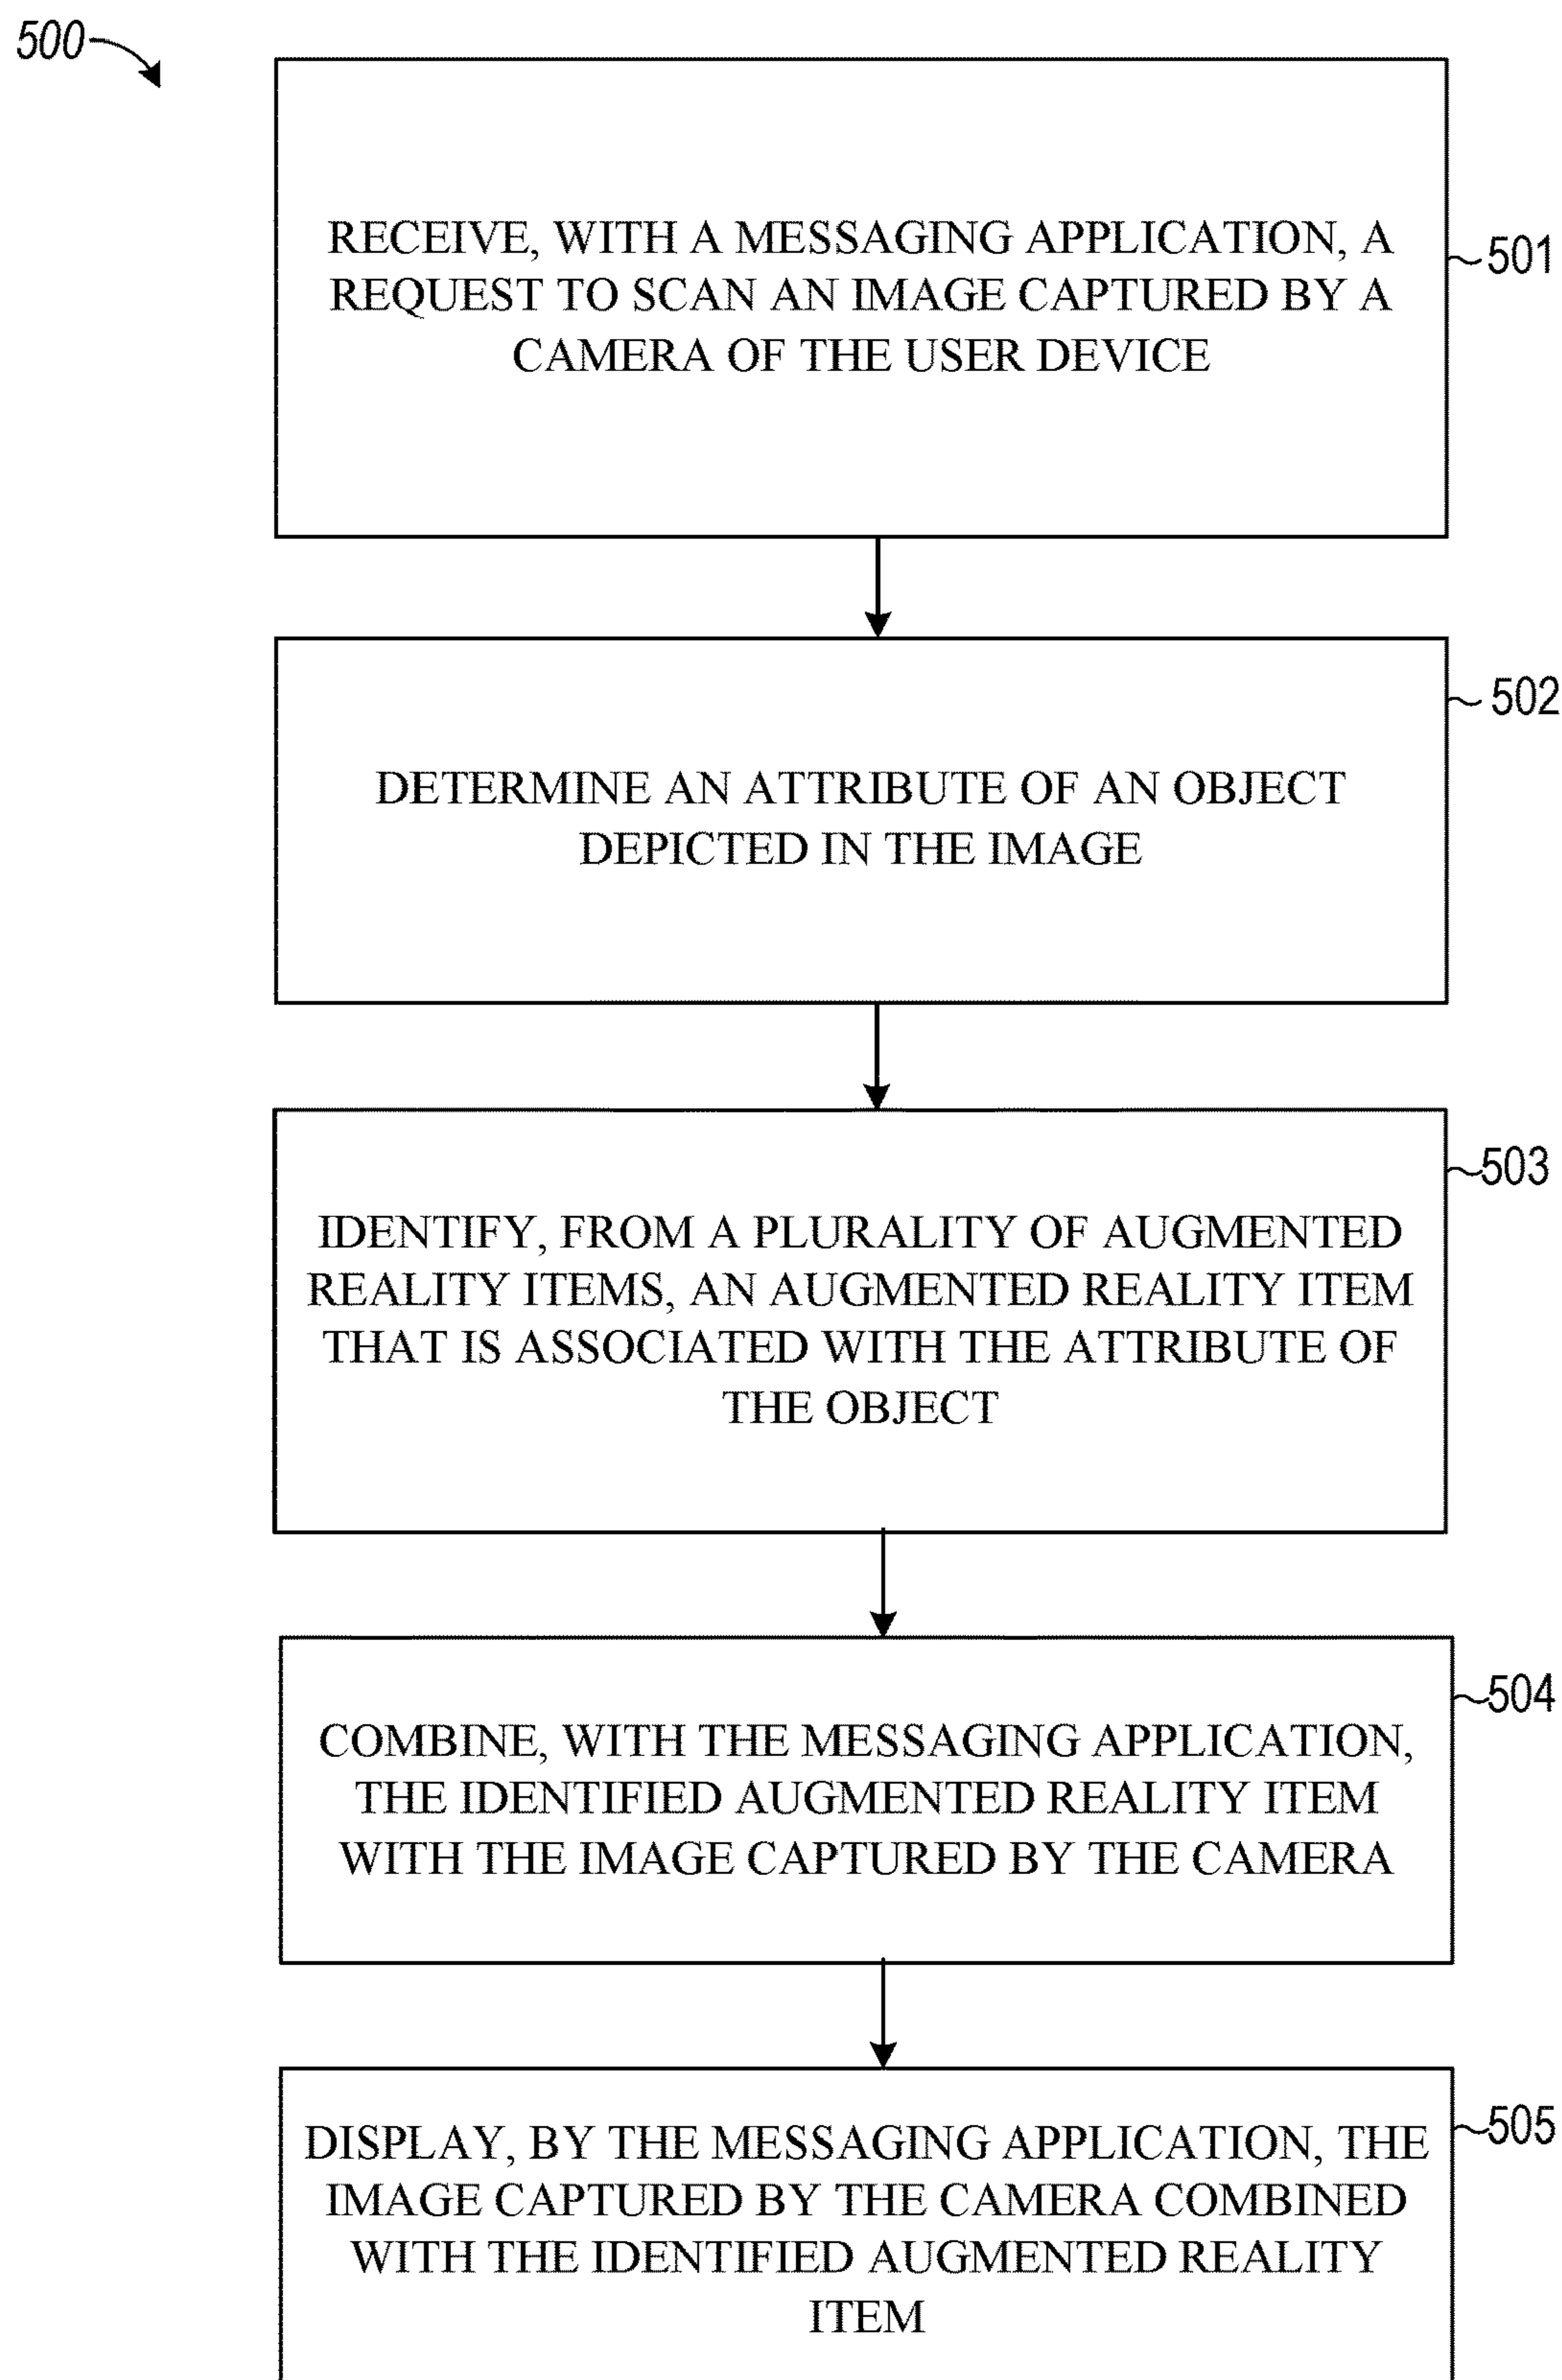 500
RECEIVE, WITH A MESSAGING APPLICATION, A
REQUEST TO SCAN AN IMAGE CAPTURED BY A
CAMERA OF THE USER DEVICE
501
502
DETERMINE AN ATTRIBUTE OF AN OBJECT
DEPICTED IN THE IMAGE
503
IDENTIFY, FROM A PLURALITY OF AUGMENTED
REALITY ITEMS, AN AUGMENTED REALITY ITEM
THAT IS ASSOCIATED WITH THE ATTRIBUTE OF
THE OBJECT
504
COMBINE, WITH THE MESSAGING APPLICATION,
THE IDENTIFIED AUGMENTED REALITY ITEM
WITH THE IMAGE CAPTURED BY THE CAMERA
505
DISPLAY, BY THE MESSAGING APPLICATION, THE
IMAGE CAPTURED BY THE CAMERA COMBINED
WITH THE IDENTIFIED AUGMENTED REALITY
ITEM